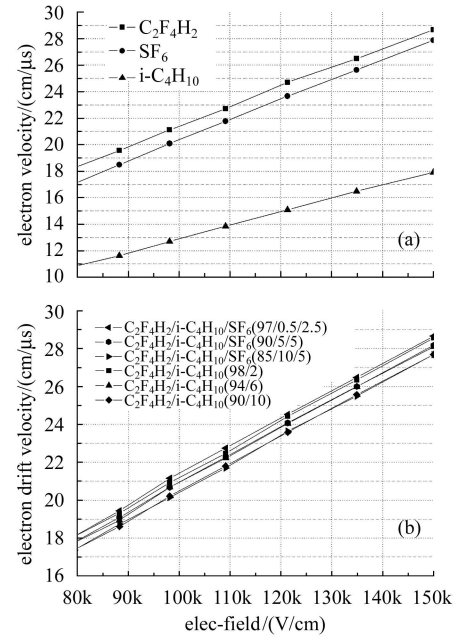 30
28
26
24
22
20
18
16
14
12
10
electron velocity/(cm/μs)
C₂F₄H₂
SF₆
i-C₄H₁₀
(a)
30
28
26
24
22
20
18
16
electron drift velocity/(cm/μs)
C₂F₄H₂/i-C₄H₁₀/SF₆(97/0.5/2.5)
C₂F₄H₂/i-C₄H₁₀/SF₆(90/5/5)
C₂F₄H₂/i-C₄H₁₀/SF₆(85/10/5)
C₂F₄H₂/i-C₄H₁₀(98/2)
C₂F₄H₂/i-C₄H₁₀(94/6)
C₂F₄H₂/i-C₄H₁₀(90/10)
(b)
80k 90k 100k 110k 120k 130k 140k 150k
elec-field/(V/cm)